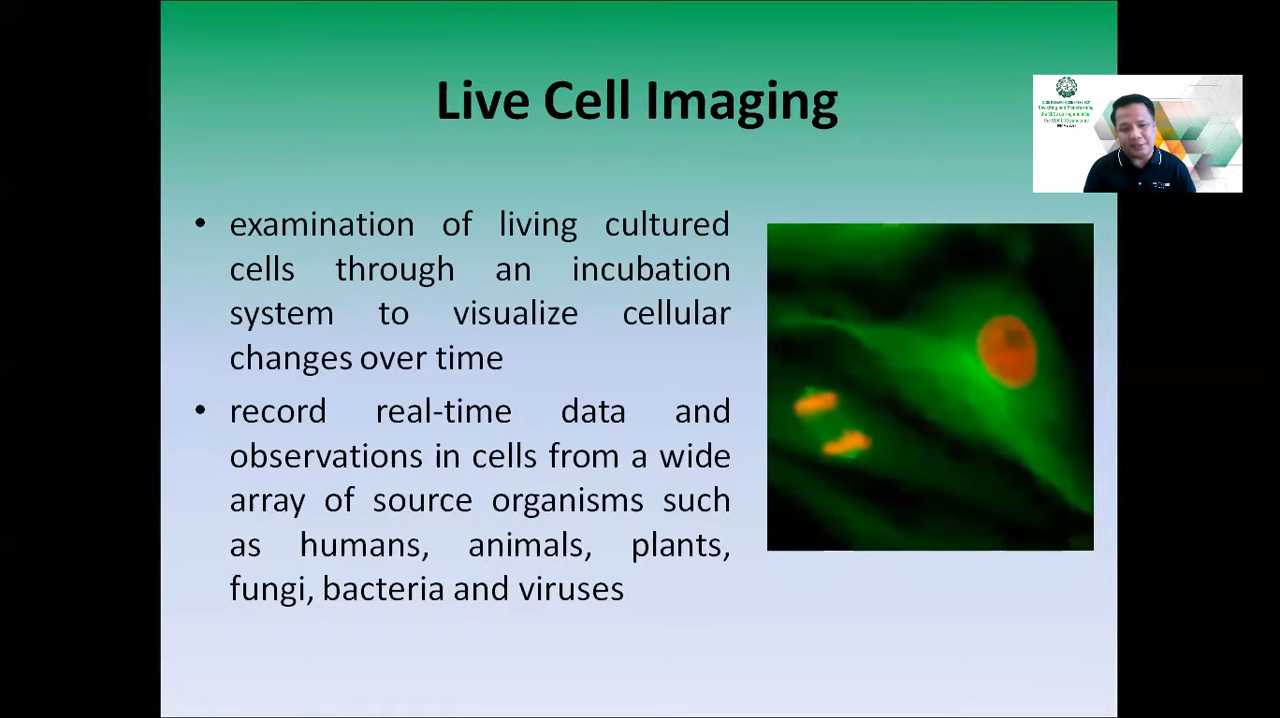 Live Cell Imaging
• examination of living cultured
cells through an incubation
system to visualize cellular
changes over time
• record real-time data and
observations in cells from a wide
array of source organisms such
as humans, animals, plants,
fungi, bacteria and viruses